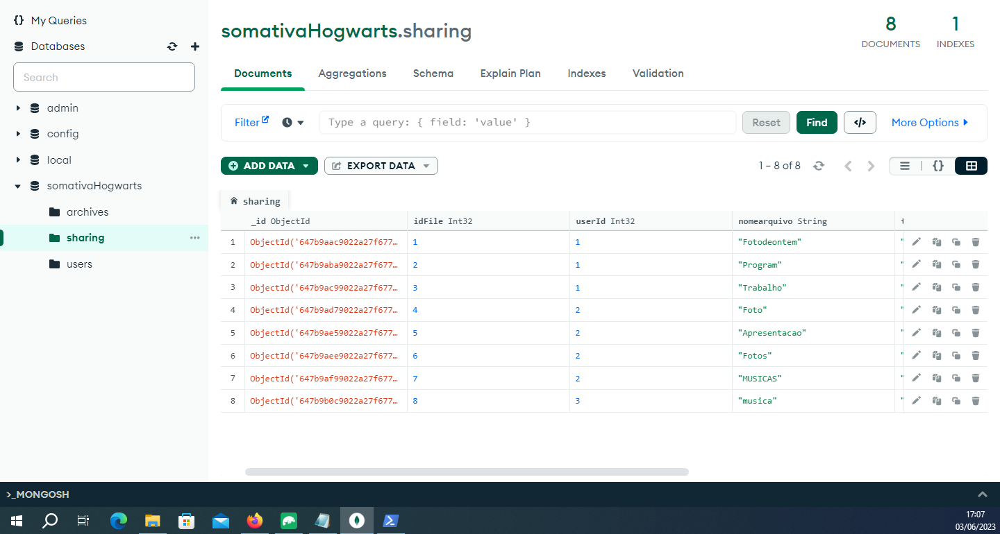 My Queries
Databases
Search
admin
config
local
somativaHogwarts
archives
sharing
users
somativaHogwarts.sharing
8
DOCUMENTS
1
INDEXES
Documents Aggregations Schema Explain Plan Indexes Validation
Filter Type a query: { field: 'value' } Reset Find </> More Options
ADD DATA EXPORT DATA 1 – 8 of 8 {}
sharing
_id ObjectId idFile Int32 userId Int32 nomearquivo String t
1 ObjectId('647b9aac9022a27f677… 1 1 "Fotodeontem" "
2 ObjectId('647b9aba9022a27f677… 2 1 "Program" "
3 ObjectId('647b9ac99022a27f677… 3 1 "Trabalho" "
4 ObjectId('647b9ad79022a27f677… 4 2 "Foto" "
5 ObjectId('647b9ae59022a27f677… 5 2 "Apresentacao" "
6 ObjectId('647b9aee9022a27f677… 6 2 "Fotos" "
7 ObjectId('647b9af99022a27f677… 7 2 "MUSICAS" "
8 ObjectId('647b9b0c9022a27f677… 8 3 "musica" "
>_MONGOSH
17:07
03/06/2023